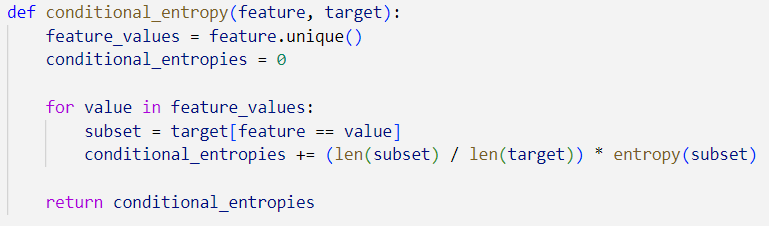 def conditional_entropy(feature, target):
    feature_values = feature.unique()
    conditional_entropies = 0

    for value in feature_values:
        subset = target[feature == value]
        conditional_entropies += (len(subset) / len(target)) * entropy(subset)

    return conditional_entropies